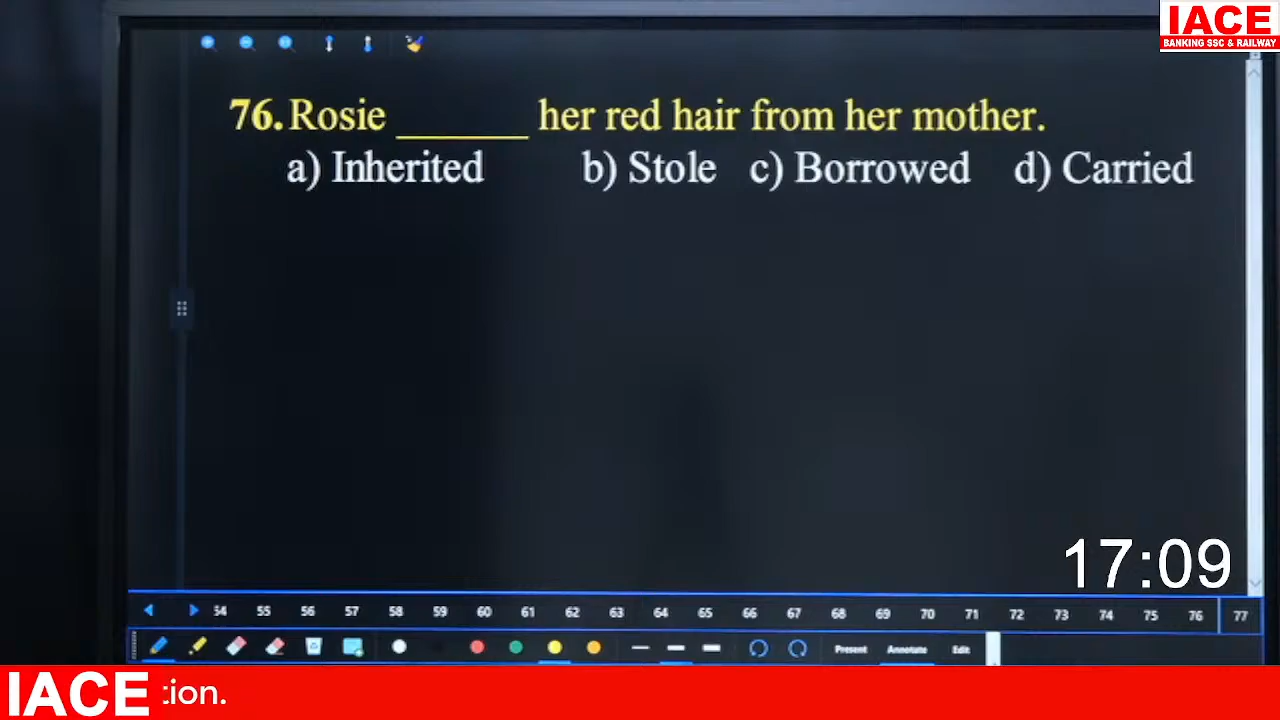 IACE
BANKING SSC & RAILWAY
76. Rosie ______ her red hair from her mother.
a) Inherited b) Stole c) Borrowed d) Carried
17:09
54 55 56 57 58 59 60 61 62 63 64 65 66 67 68 69 70 71 72 73 74 75 76 77
Present Annotate Edit
IACE tion.